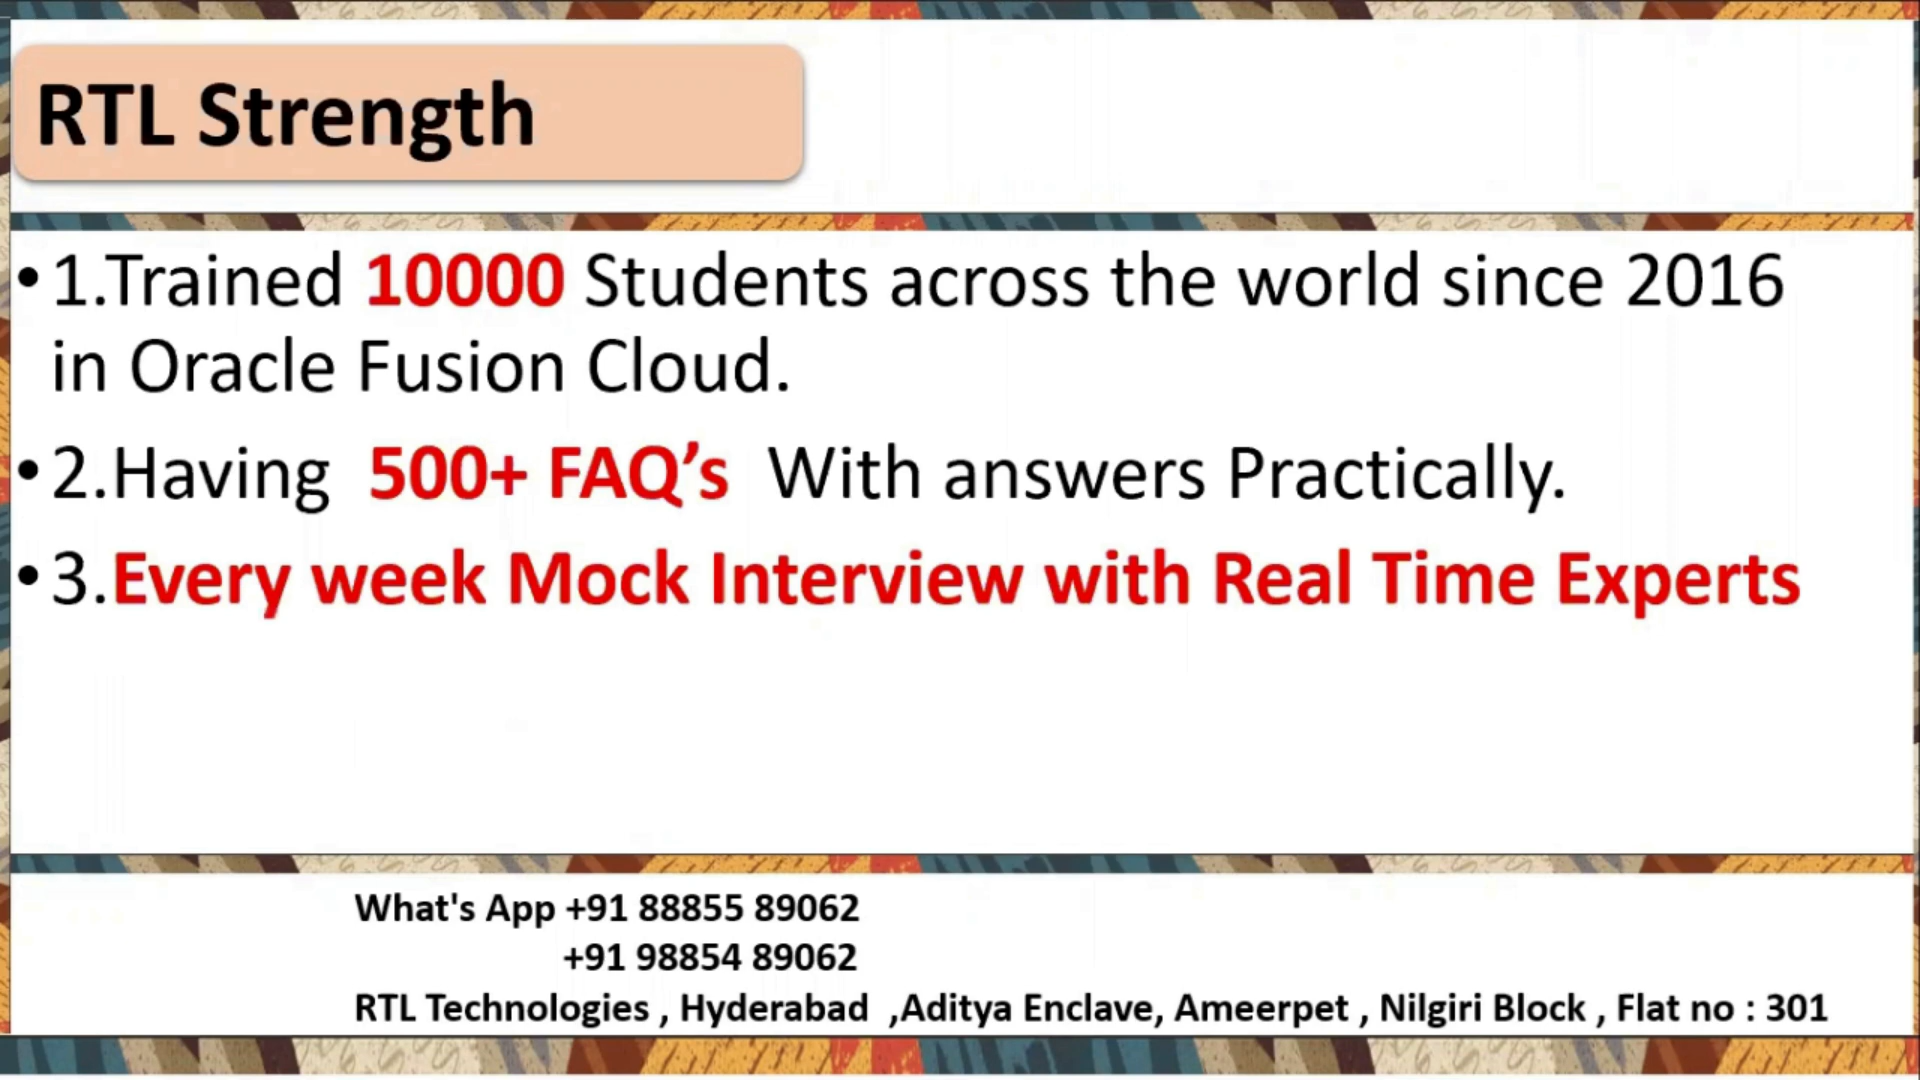 RTL Strength
• 1.Trained 10000 Students across the world since 2016
in Oracle Fusion Cloud.
• 2.Having 500+ FAQ’s With answers Practically.
• 3.Every week Mock Interview with Real Time Experts
What's App +91 88855 89062
+91 98854 89062
RTL Technologies , Hyderabad ,Aditya Enclave, Ameerpet , Nilgiri Block , Flat no : 301